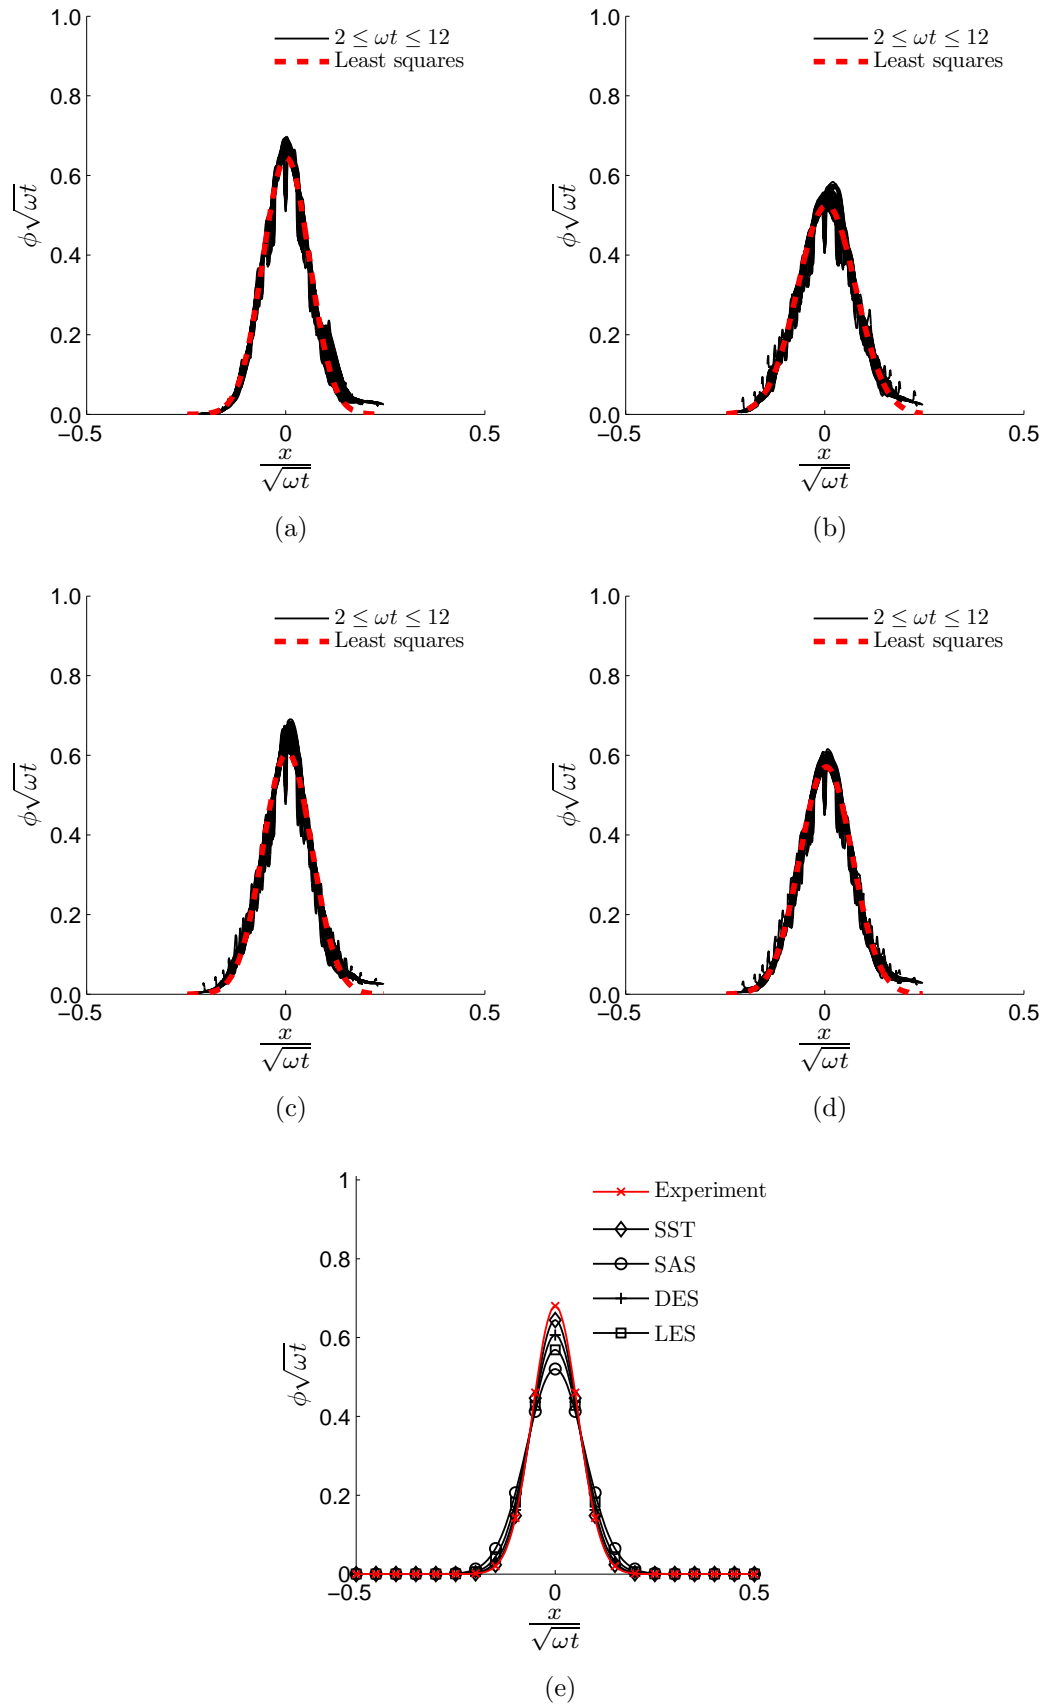 1.0
0.8
0.6
0.4
0.2
0.0
−0.5 0 0.5
ϕ√ωt
x
√ωt
2 ≤ ωt ≤ 12
Least squares
(a)
1.0
0.8
0.6
0.4
0.2
0.0
−0.5 0 0.5
ϕ√ωt
x
√ωt
2 ≤ ωt ≤ 12
Least squares
(b)
1.0
0.8
0.6
0.4
0.2
0.0
−0.5 0 0.5
ϕ√ωt
x
√ωt
2 ≤ ωt ≤ 12
Least squares
(c)
1.0
0.8
0.6
0.4
0.2
0.0
−0.5 0 0.5
ϕ√ωt
x
√ωt
2 ≤ ωt ≤ 12
Least squares
(d)
1
0.8
0.6
0.4
0.2
0
−0.5 0 0.5
ϕ√ωt
x
√ωt
Experiment
SST
SAS
DES
LES
(e)